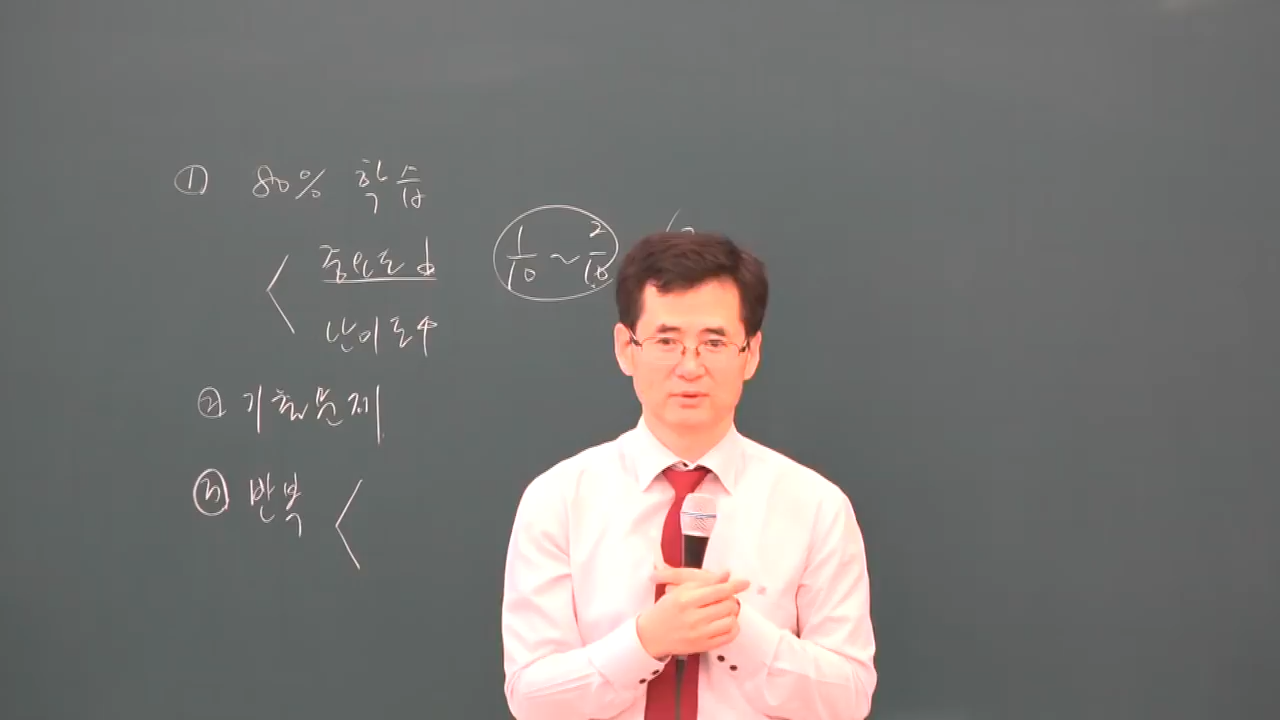 ① 80% 학습
중요도↓ 1/10 ~ 2/10
난이도↑
② 기출문제
③ 반복